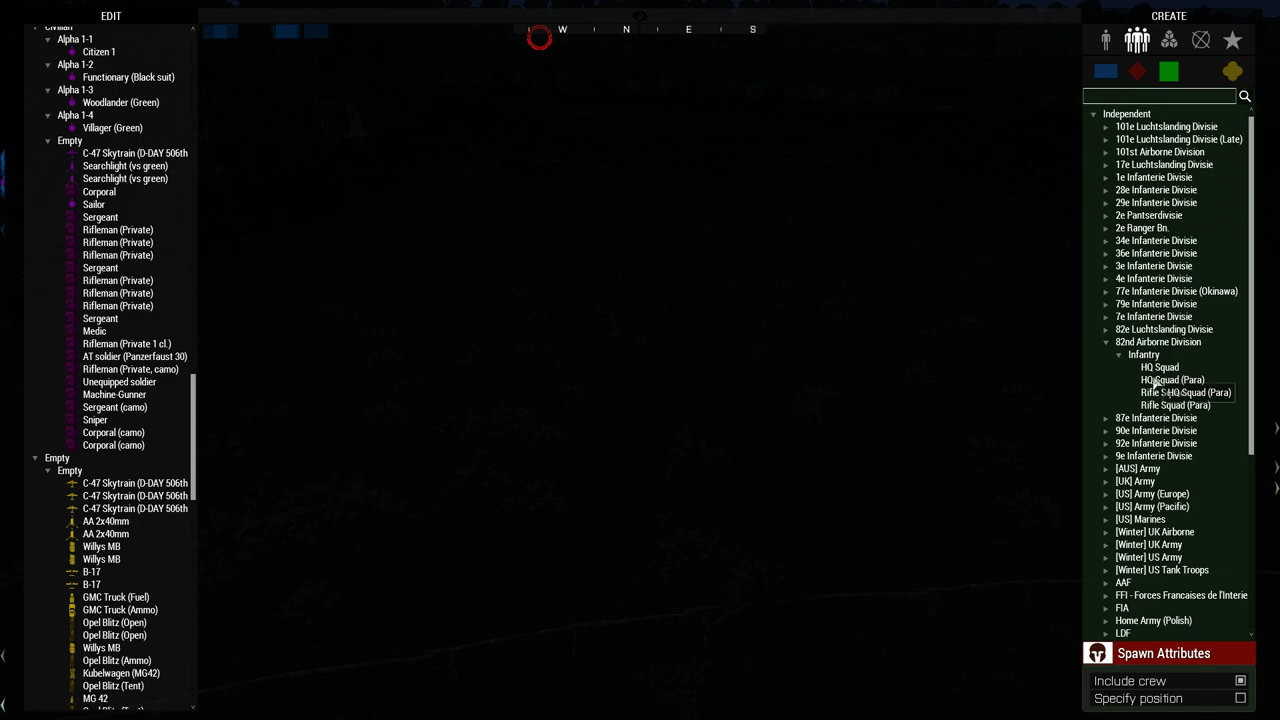 EDIT
Civilian
Alpha 1-1
Citizen 1
Alpha 1-2
Functionary (Black suit)
Alpha 1-3
Woodlander (Green)
Alpha 1-4
Villager (Green)
Empty
C-47 Skytrain (D-DAY 506th
Searchlight (vs green)
Searchlight (vs green)
Corporal
Sailor
Sergeant
Rifleman (Private)
Rifleman (Private)
Rifleman (Private)
Sergeant
Rifleman (Private)
Rifleman (Private)
Rifleman (Private)
Sergeant
Medic
Rifleman (Private 1 cl.)
AT soldier (Panzerfaust 30)
Rifleman (Private, camo)
Unequipped soldier
Machine-Gunner
Sergeant (camo)
Sniper
Corporal (camo)
Corporal (camo)
Empty
Empty
C-47 Skytrain (D-DAY 506th
C-47 Skytrain (D-DAY 506th
C-47 Skytrain (D-DAY 506th
AA 2x40mm
AA 2x40mm
Willys MB
Willys MB
B-17
B-17
GMC Truck (Fuel)
GMC Truck (Ammo)
Opel Blitz (Open)
Opel Blitz (Open)
Willys MB
Opel Blitz (Ammo)
Kubelwagen (MG42)
Opel Blitz (Tent)
MG 42
W N E S
CREATE
Independent
101e Luchtslanding Divisie
101e Luchtslanding Divisie (Late)
101st Airborne Division
17e Luchtslanding Divisie
1e Infanterie Divisie
28e Infanterie Divisie
29e Infanterie Divisie
2e Pantserdivisie
2e Ranger Bn.
34e Infanterie Divisie
36e Infanterie Divisie
3e Infanterie Divisie
4e Infanterie Divisie
77e Infanterie Divisie (Okinawa)
79e Infanterie Divisie
7e Infanterie Divisie
82e Luchtslanding Divisie
82nd Airborne Division
Infantry
HQ Squad
HQ Squad (Para)
Rifle S HQ Squad (Para)
Rifle Squad (Para)
87e Infanterie Divisie
90e Infanterie Divisie
92e Infanterie Divisie
9e Infanterie Divisie
[AUS] Army
[UK] Army
[US] Army (Europe)
[US] Army (Pacific)
[US] Marines
[Winter] UK Airborne
[Winter] UK Army
[Winter] US Army
[Winter] US Tank Troops
AAF
FFI - Forces Francaises de l'Interie
FIA
Home Army (Polish)
LDF
Spawn Attributes
Include crew
Specify position